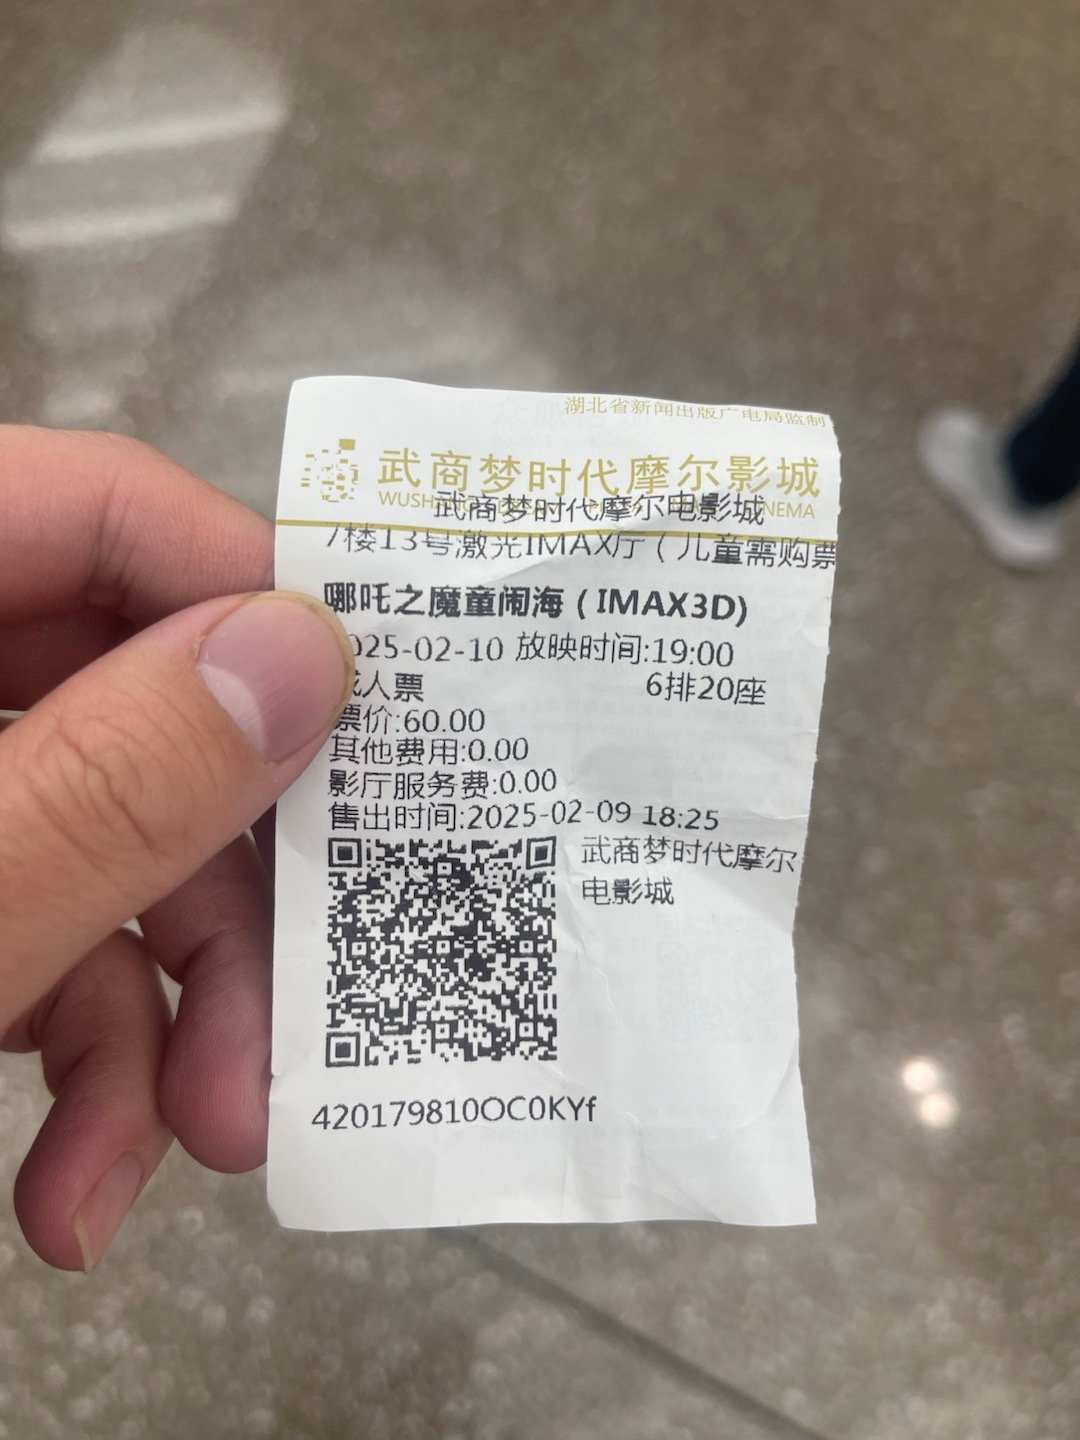 湖北省新闻出版广电局监制
武商梦时代摩尔影城
武商梦时代摩尔电影城
7楼13号激光IMAX厅（儿童需购票
哪吒之魔童闹海（IMAX3D)
025-02-10 放映时间:19:00
成人票 6排20座
票价:60.00
其他费用:0.00
影厅服务费:0.00
售出时间:2025-02-09 18:25
武商梦时代摩尔
电影城
420179810OC0KYf